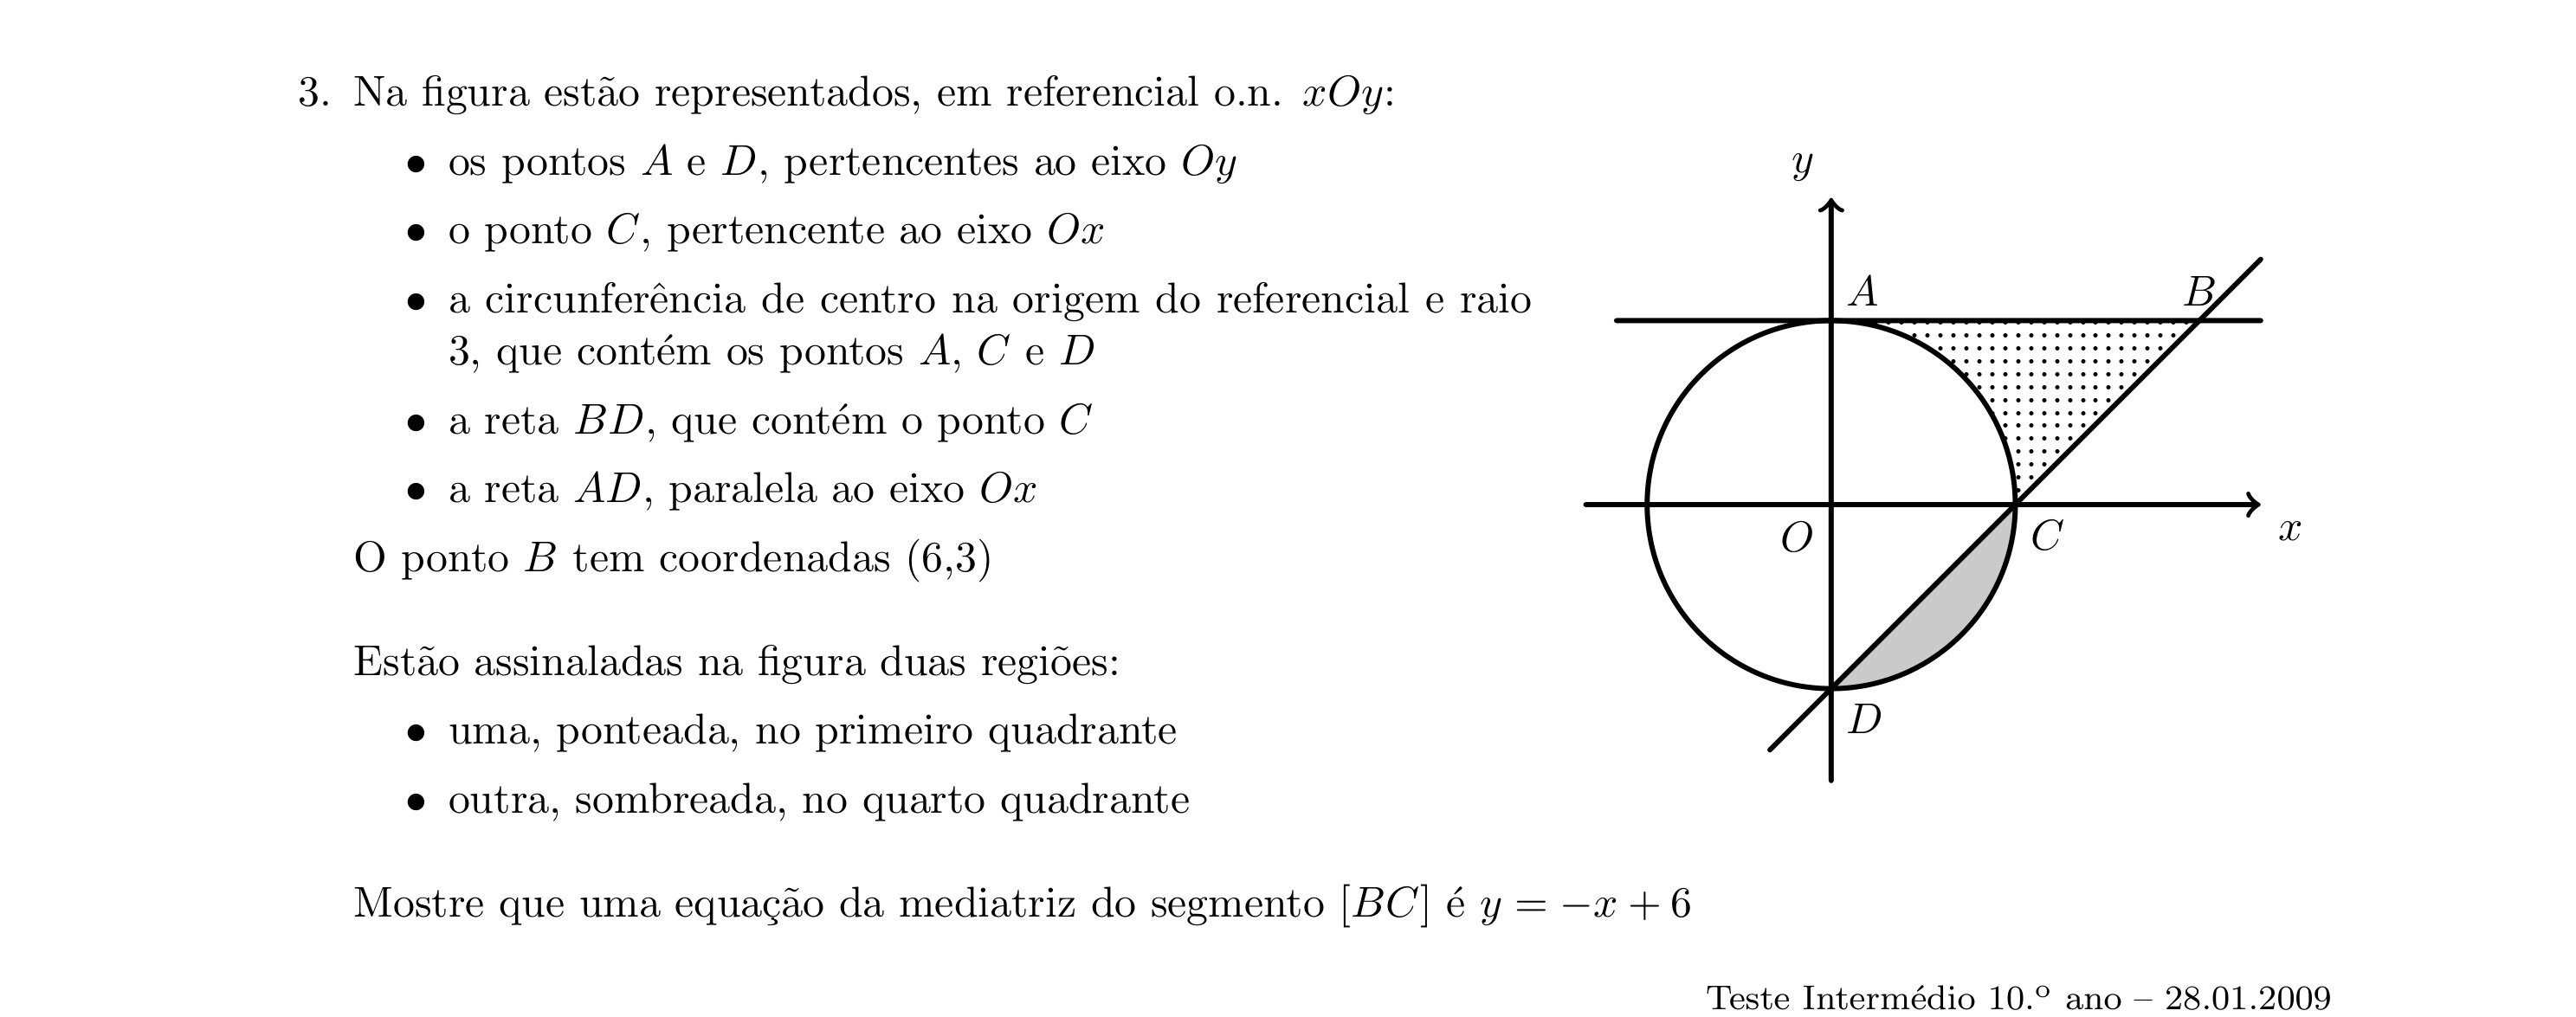 3. Na figura estão representados, em referencial o.n. xOy:
• os pontos A e D, pertencentes ao eixo Oy
• o ponto C, pertencente ao eixo Ox
• a circunferência de centro na origem do referencial e raio
3, que contém os pontos A, C e D
• a reta BD, que contém o ponto C
• a reta AD, paralela ao eixo Ox
O ponto B tem coordenadas (6,3)
Estão assinaladas na figura duas regiões:
• uma, ponteada, no primeiro quadrante
• outra, sombreada, no quarto quadrante
Mostre que uma equação da mediatriz do segmento [BC] é y = −x + 6
y
A
B
O
C
x
D
Teste Intermédio 10.º ano – 28.01.2009